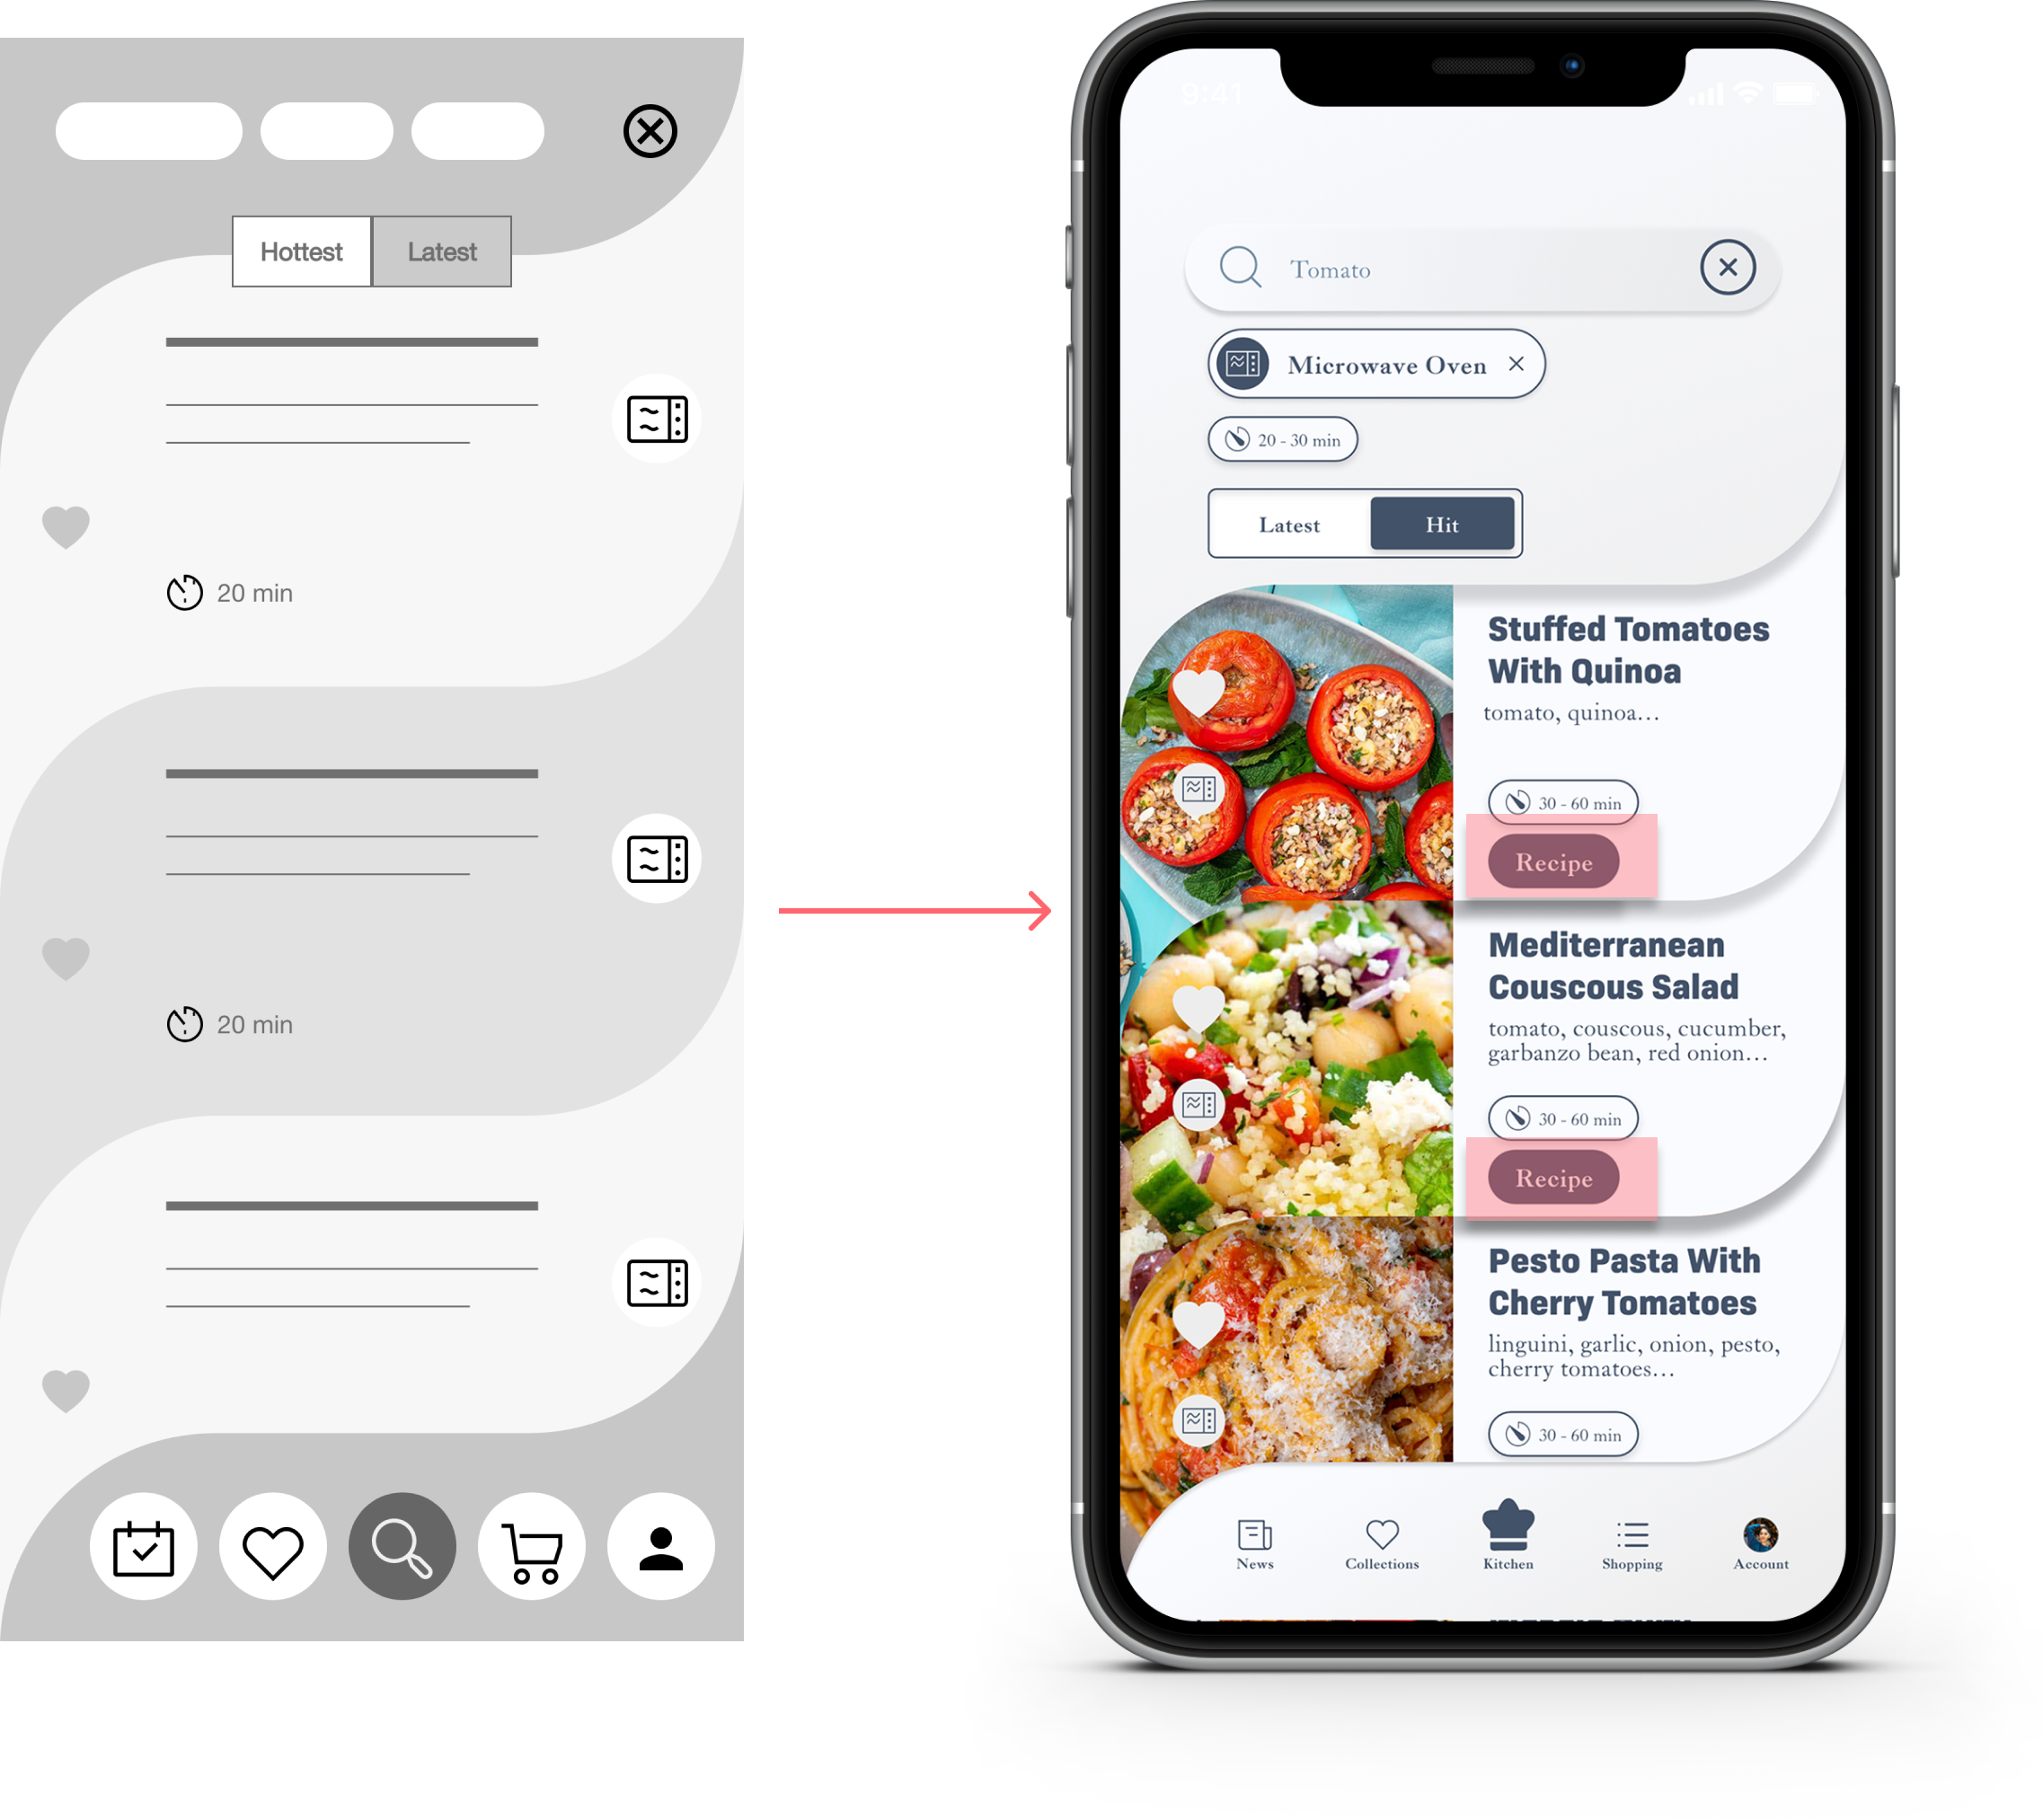 Hottest
Latest
20 min
20 min
9:41
Tomato
Microwave Oven
20 - 30 min
Latest
Hit
Stuffed Tomatoes
With Quinoa
tomato, quinoa...
30 - 60 min
Recipe
Mediterranean
Couscous Salad
tomato, couscous, cucumber,
garbanzo bean, red onion...
30 - 60 min
Recipe
Pesto Pasta With
Cherry Tomatoes
linguini, garlic, onion, pesto,
cherry tomatoes...
30 - 60 min
News
Collections
Kitchen
Shopping
Account